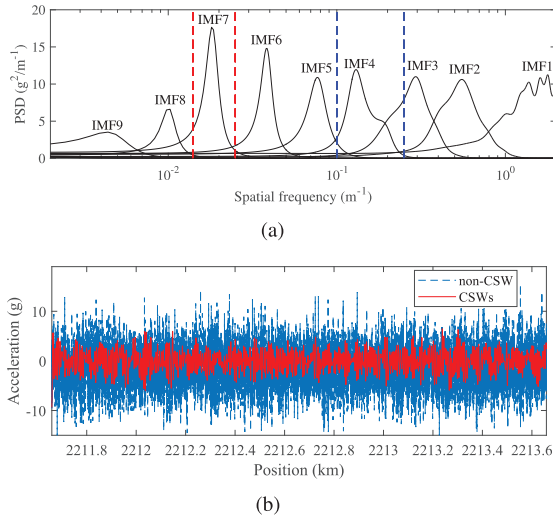 20
15
10
5
0
PSD (g²/m⁻¹)
IMF9
IMF8
IMF7
IMF6
IMF5
IMF4
IMF3
IMF2
IMF1
10⁻² 10⁻¹ 10⁰
Spatial frequency (m⁻¹)
(a)
non-CSW
CSWs
10
0
-10
Acceleration (g)
2211.8 2212 2212.2 2212.4 2212.6 2212.8 2213 2213.2 2213.4 2213.6
Position (km)
(b)